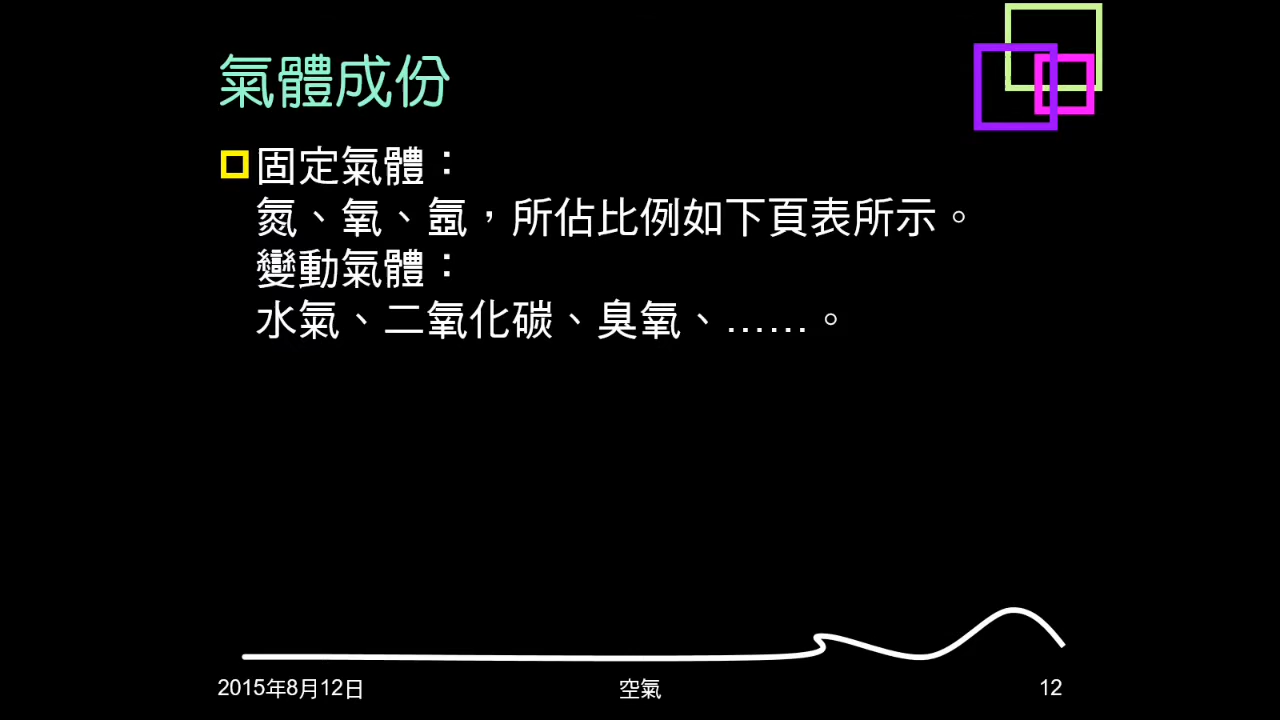 氣體成份
固定氣體：
氮、氧、氬，所佔比例如下頁表所示。
變動氣體：
水氣、二氧化碳、臭氧、……。
2015年8月12日
空氣
12